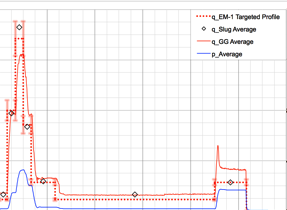 q_EM-1 Targeted Profile
q_Slug Average
q_GG Average
p_Average